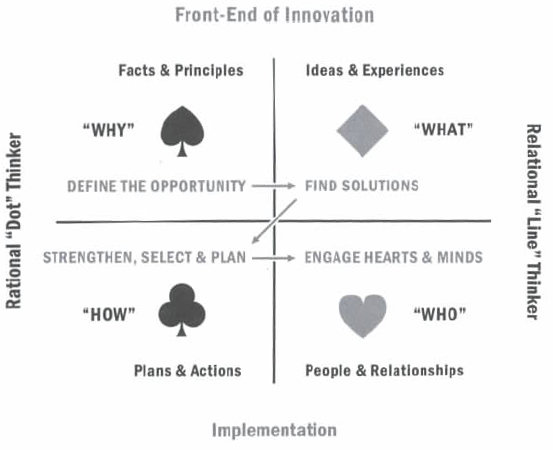 Front-End of Innovation
Facts & Principles
Ideas & Experiences
“WHY”
“WHAT”
DEFINE THE OPPORTUNITY
FIND SOLUTIONS
Rational “Dot” Thinker
Relational “Line” Thinker
STRENGTHEN, SELECT & PLAN
ENGAGE HEARTS & MINDS
“HOW”
“WHO”
Plans & Actions
People & Relationships
Implementation